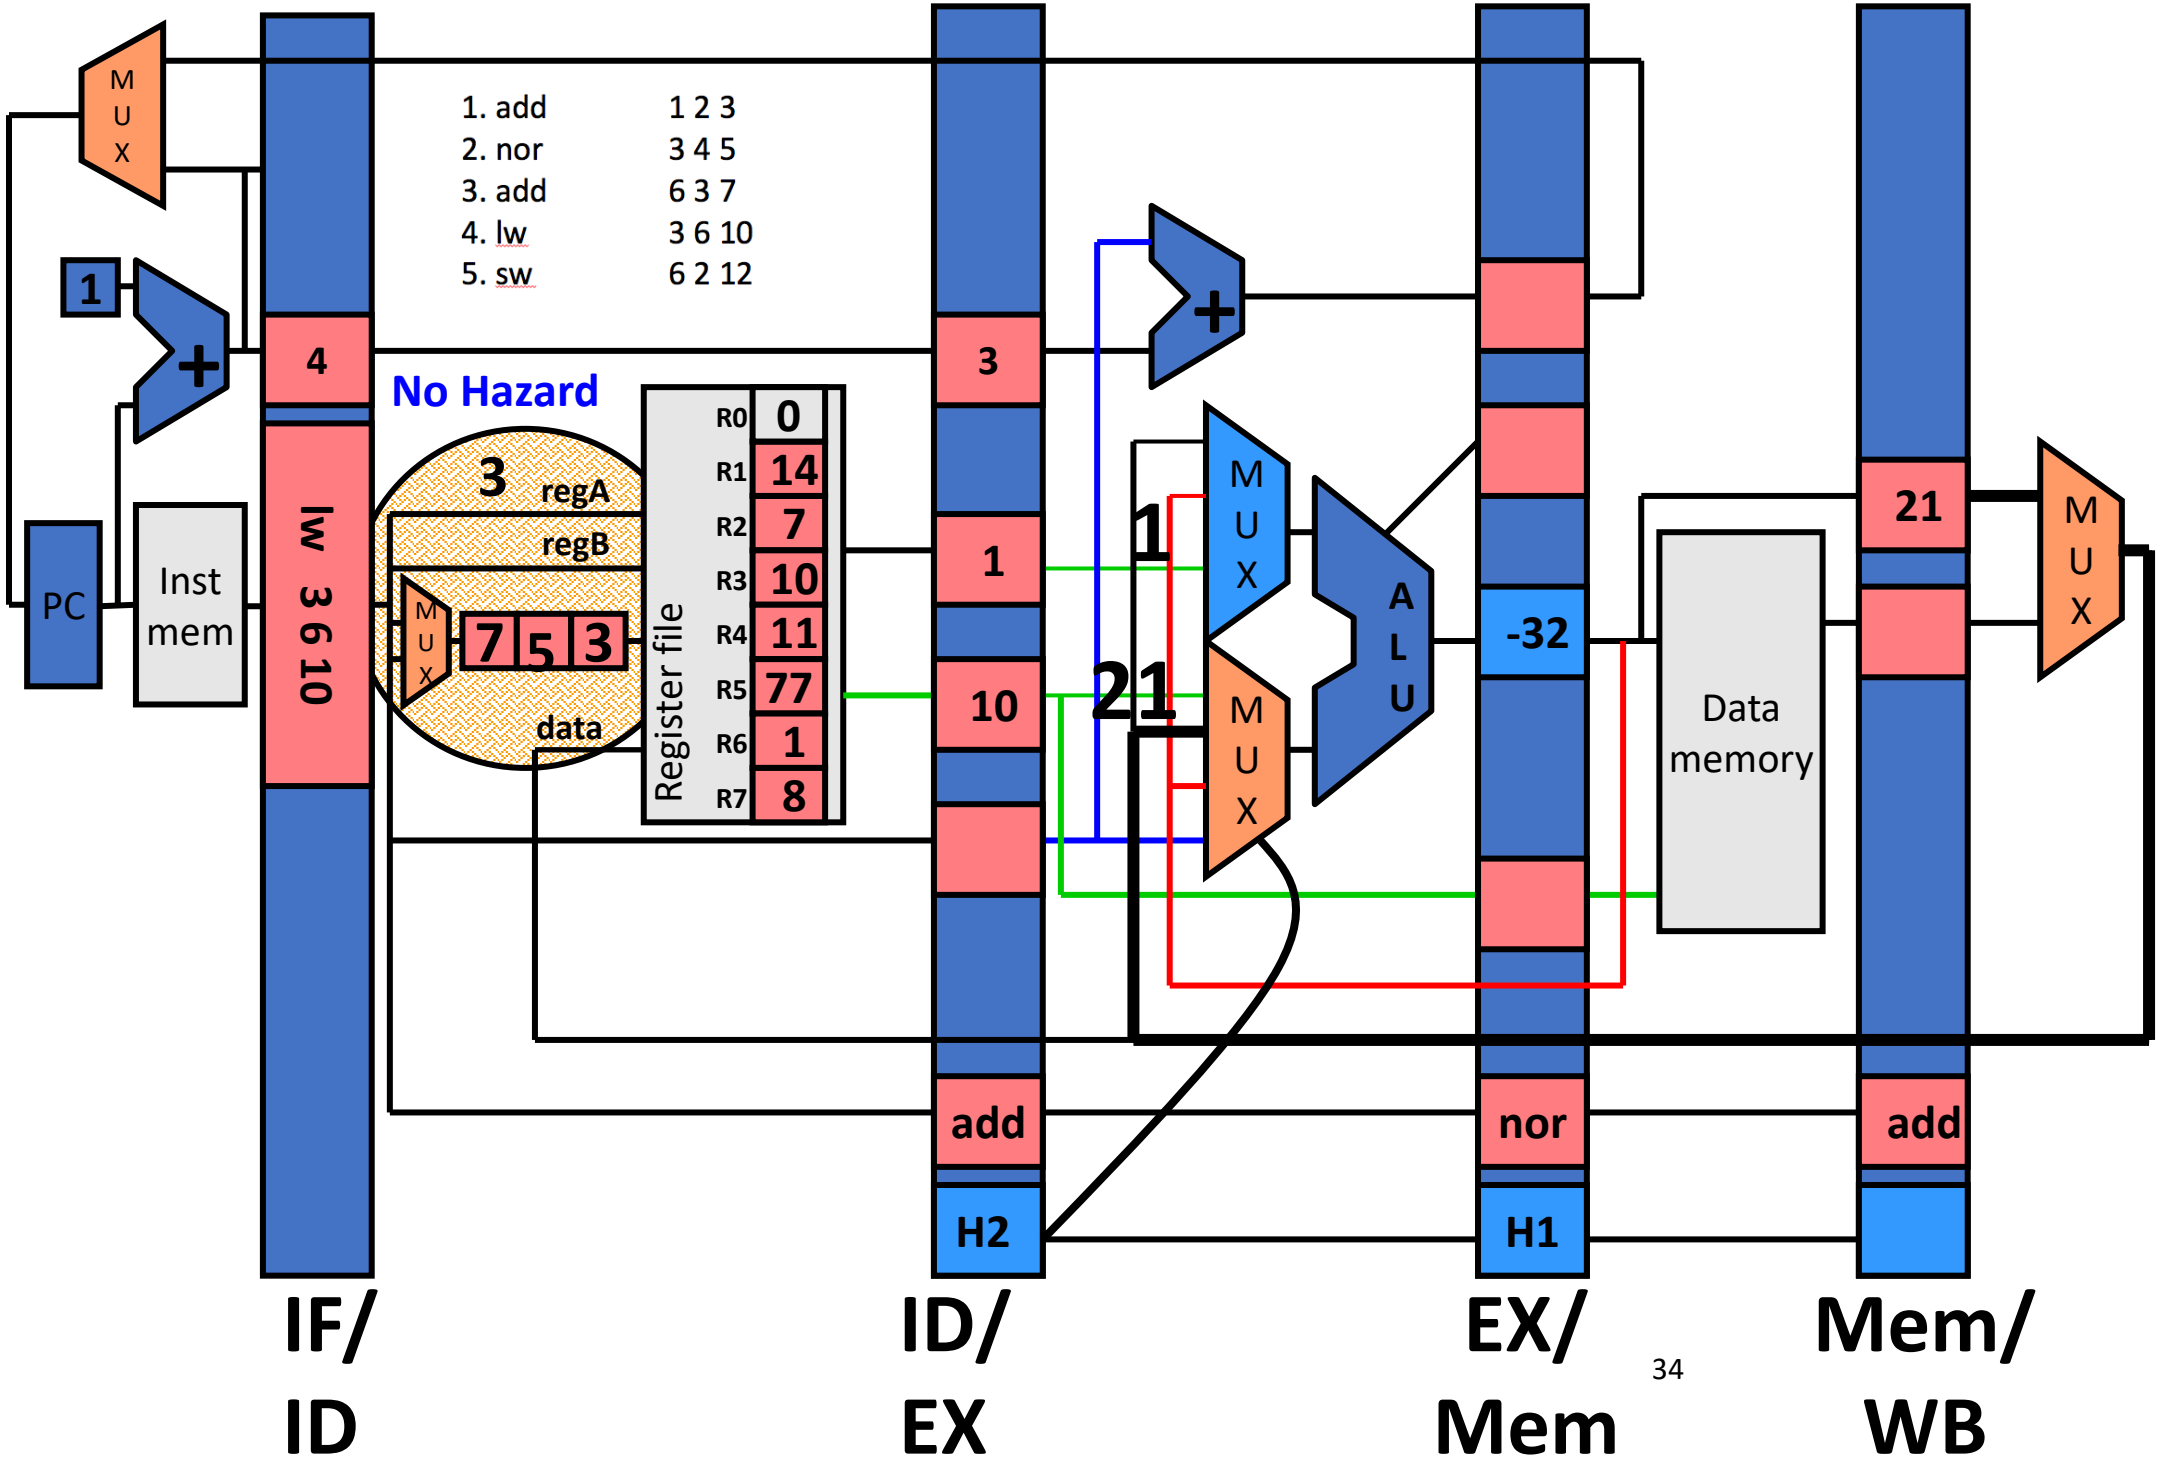 M
U
X
1. add 1 2 3
2. nor 3 4 5
3. add 6 3 7
4. lw 3 6 10
5. sw 6 2 12
1
+
+
4
3
No Hazard
R0 0
R1 14
R2 7
R3 10
R4 11
R5 77
R6 1
R7 8
Register file
3
regA
regB
M
U
X
7 5 3
data
PC
Inst
mem
lw 3 6 10
1
10
1
21
M
U
X
M
U
X
A
L
U
-32
Data
memory
21
M
U
X
add
nor
add
H2
H1
IF/
ID
ID/
EX
EX/
Mem
34
Mem/
WB